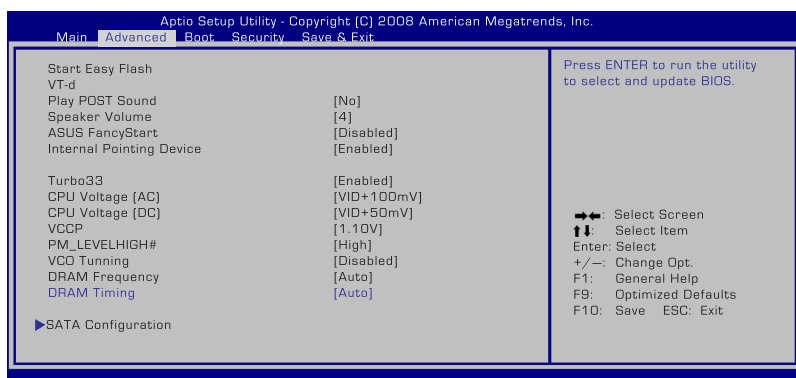 Aptio Setup Utility - Copyright (C) 2008 American Megatrends, Inc.
Main Advanced Boot Security Save & Exit
Start Easy Flash
VT-d
Play POST Sound [No]
Speaker Volume [4]
ASUS FancyStart [Disabled]
Internal Pointing Device [Enabled]
Turbo33 [Enabled]
CPU Voltage (AC) [VID+100mV]
CPU Voltage (DC) [VID+50mV]
VCCP [1.10V]
PM_LEVELHIGH# [High]
VCO Tunning [Disabled]
DRAM Frequency [Auto]
DRAM Timing [Auto]
SATA Configuration
Press ENTER to run the utility
to select and update BIOS.
➡⬅: Select Screen
⬆⬇: Select Item
Enter: Select
+/—: Change Opt.
F1: General Help
F9: Optimized Defaults
F10: Save ESC: Exit